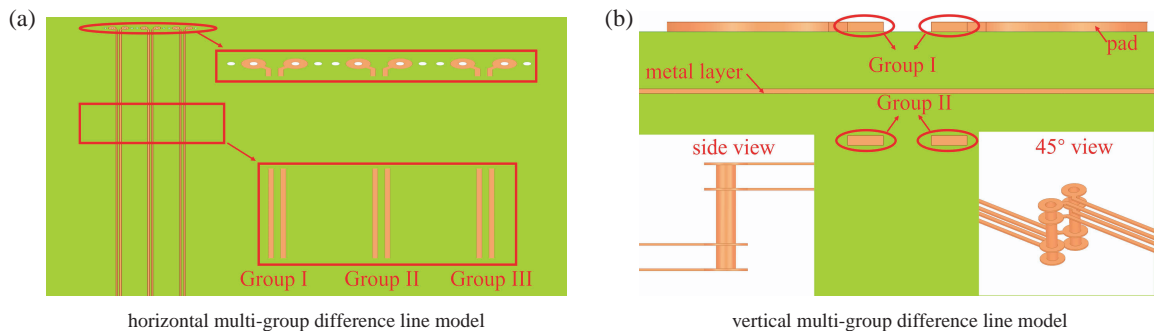 (a)
Group I
Group II
Group III
horizontal multi-group difference line model
(b)
pad
Group I
metal layer
Group II
side view
45° view
vertical multi-group difference line model